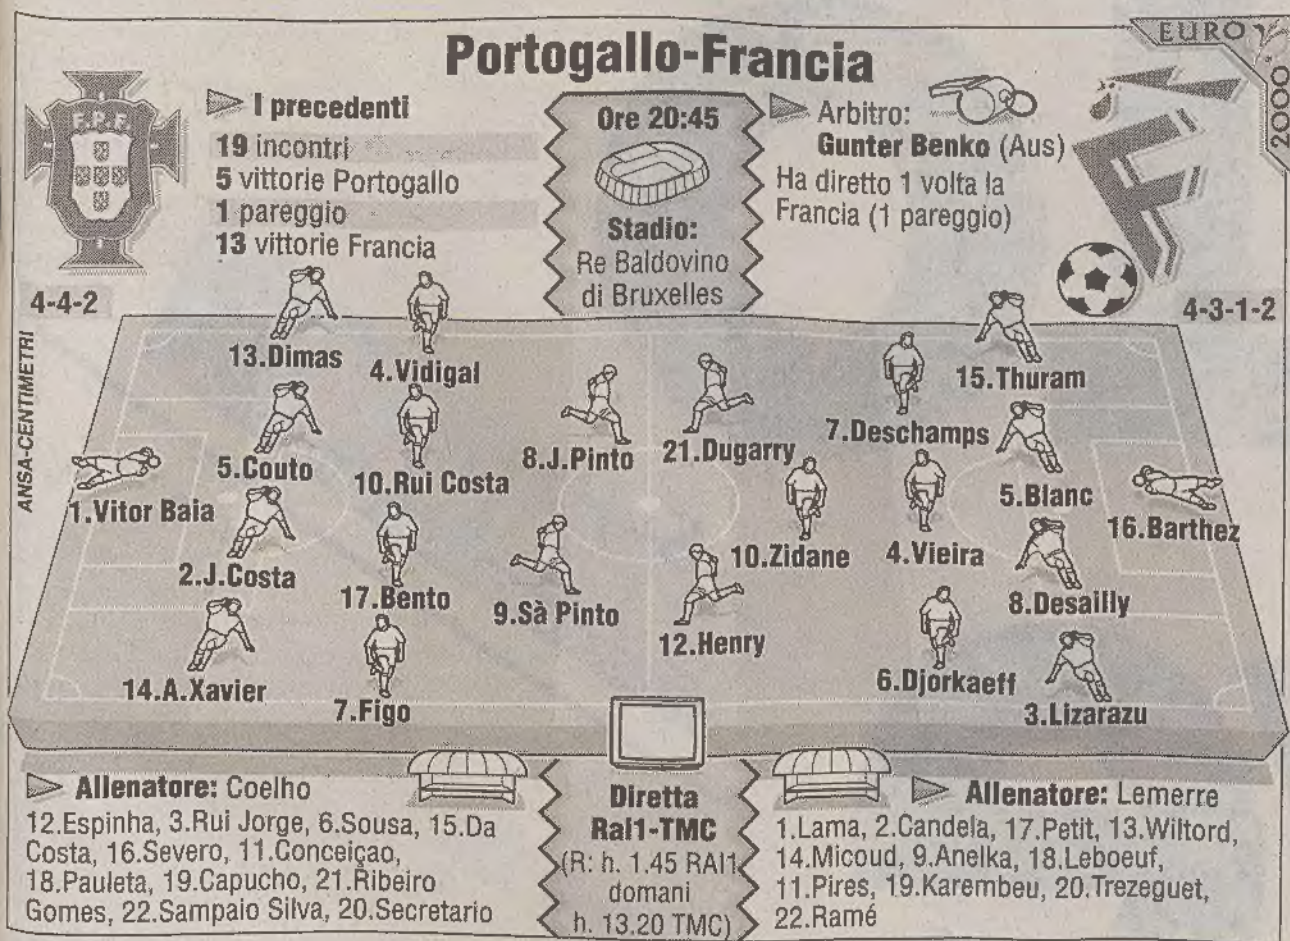 Portogallo-Francia
EURO
2000
F.P.F.
I precedenti
19 incontri
5 vittorie Portogallo
1 pareggio
13 vittorie Francia
Ore 20:45
Stadio:
Re Baldovino
di Bruxelles
Arbitro:
Gunter Benko (Aus)
Ha diretto 1 volta la
Francia (1 pareggio)
4-4-2
4-3-1-2
ANSA-CENTIMETRI
13.Dimas
4.Vidigal
5.Couto
10.Rui Costa
8.J.Pinto
1.Vitor Baia
2.J.Costa
17.Bento
9.Sà Pinto
14.A.Xavier
7.Figo
21.Dugarry
7.Deschamps
15.Thuram
5.Blanc
16.Barthez
10.Zidane
4.Vieira
8.Desailly
12.Henry
6.Djorkaeff
3.Lizarazu
Allenatore: Coelho
12.Espinha, 3.Rui Jorge, 6.Sousa, 15.Da
Costa, 16.Severo, 11.Conceiçao,
18.Pauleta, 19.Capucho, 21.Ribeiro
Gomes, 22.Sampaio Silva, 20.Secretario
Diretta
Rai1-TMC
(R: h. 1.45 RAI1
domani
h. 13.20 TMC)
Allenatore: Lemerre
1.Lama, 2.Candela, 17.Petit, 13.Wiltord,
14.Micoud, 9.Anelka, 18.Leboeuf,
11.Pires, 19.Karembeu, 20.Trezeguet,
22.Ramé